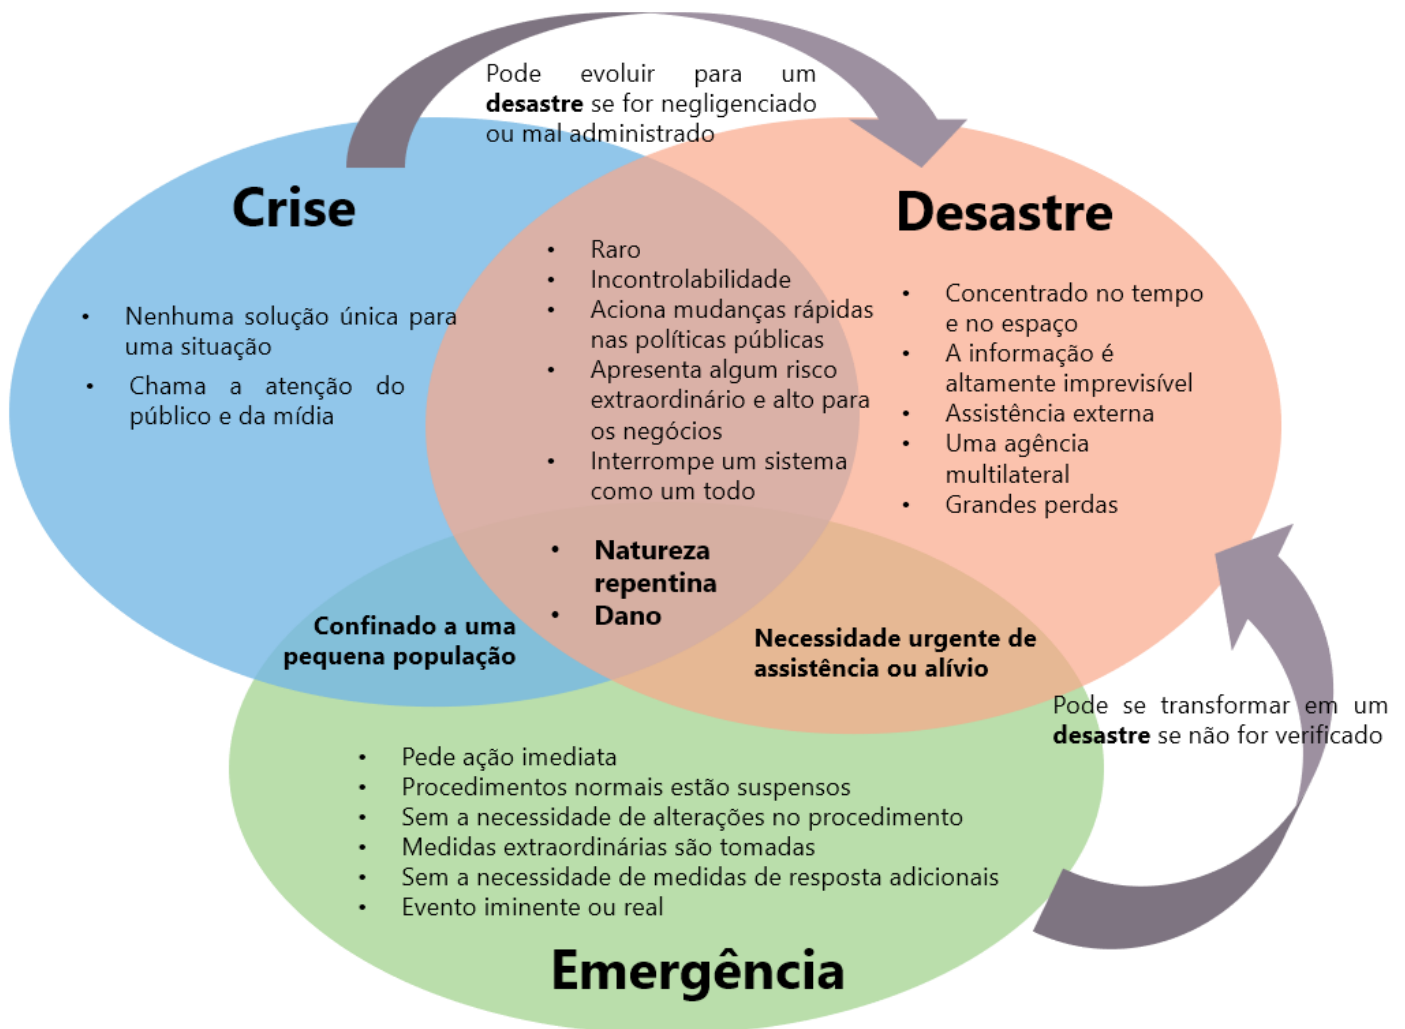 Pode evoluir para um
desastre se for negligenciado
ou mal administrado
Crise
• Nenhuma solução única para
uma situação
• Chama a atenção do
público e da mídia
• Raro
• Incontrolabilidade
• Aciona mudanças rápidas
nas políticas públicas
• Apresenta algum risco
extraordinário e alto para
os negócios
• Interrompe um sistema
como um todo
• Natureza
repentina
• Dano
Desastre
• Concentrado no tempo
e no espaço
• A informação é
altamente imprevisível
• Assistência externa
• Uma agência
multilateral
• Grandes perdas
Confinado a uma
pequena população
Necessidade urgente de
assistência ou alívio
Pode se transformar em um
desastre se não for verificado
• Pede ação imediata
• Procedimentos normais estão suspensos
• Sem a necessidade de alterações no procedimento
• Medidas extraordinárias são tomadas
• Sem a necessidade de medidas de resposta adicionais
• Evento iminente ou real
Emergência